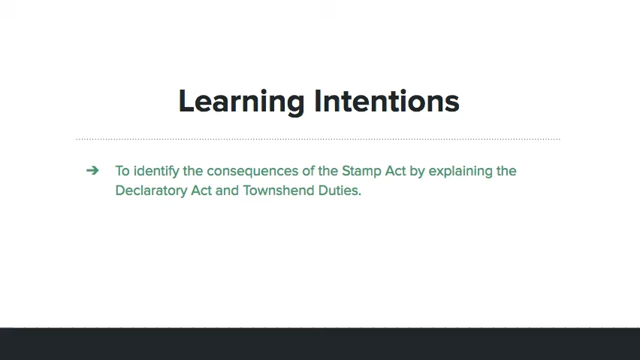 Learning Intentions
➔ To identify the consequences of the Stamp Act by explaining the
Declaratory Act and Townshend Duties.